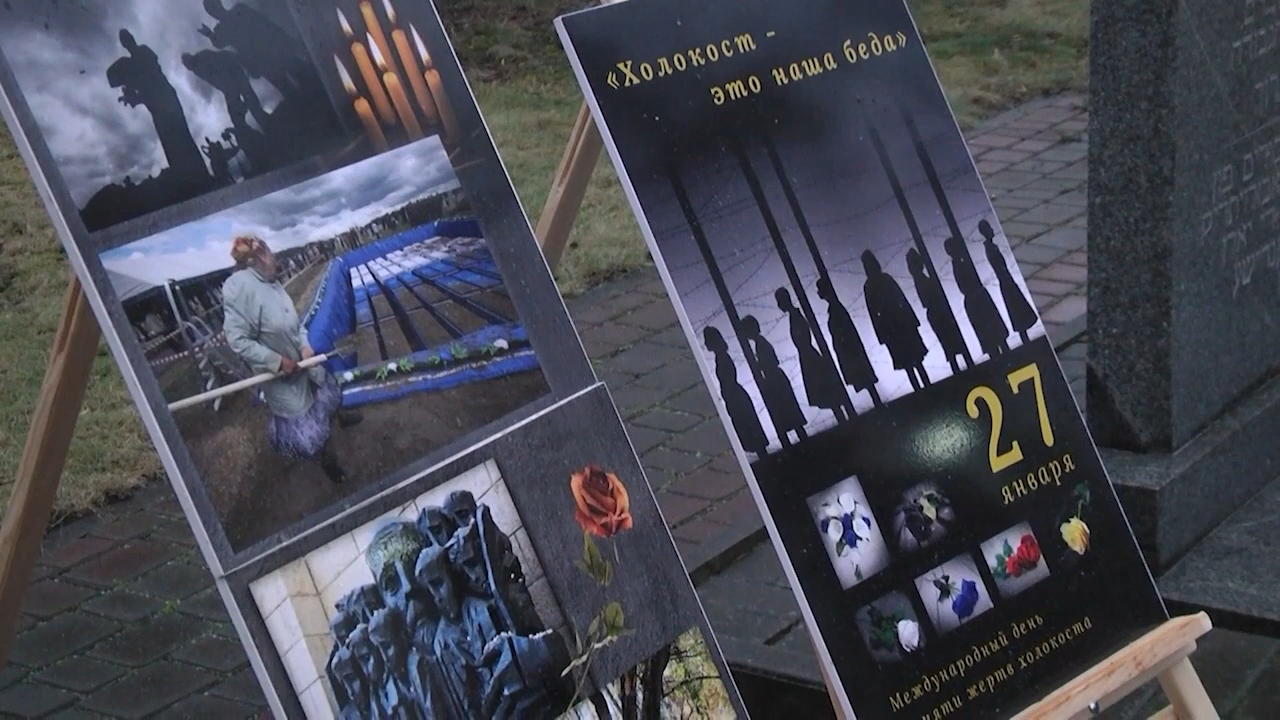 «Холокост -
это наша беда»
27
января
Международный день
памяти жертв холокоста